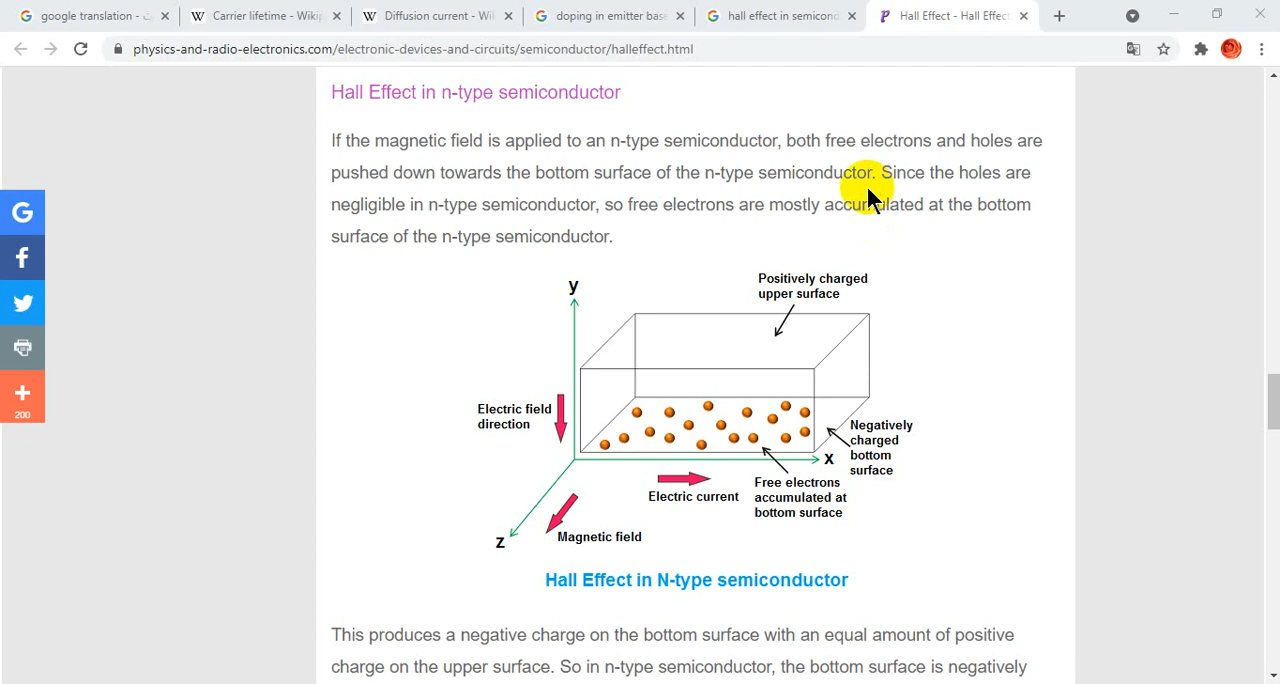 google translation - ت
Carrier lifetime - Wikip
Diffusion current - Wi
doping in emitter base
hall effect in semicond
Hall Effect - Hall Effect
physics-and-radio-electronics.com/electronic-devices-and-circuits/semiconductor/halleffect.html
Hall Effect in n-type semiconductor
If the magnetic field is applied to an n-type semiconductor, both free electrons and holes are
pushed down towards the bottom surface of the n-type semiconductor. Since the holes are
negligible in n-type semiconductor, so free electrons are mostly accumulated at the bottom
surface of the n-type semiconductor.
y
Positively charged
upper surface
Electric field
direction
Negatively
charged
bottom
surface
x
Electric current
Free electrons
accumulated at
bottom surface
Magnetic field
z
Hall Effect in N-type semiconductor
This produces a negative charge on the bottom surface with an equal amount of positive
charge on the upper surface. So in n-type semiconductor, the bottom surface is negatively
G
f
+
200